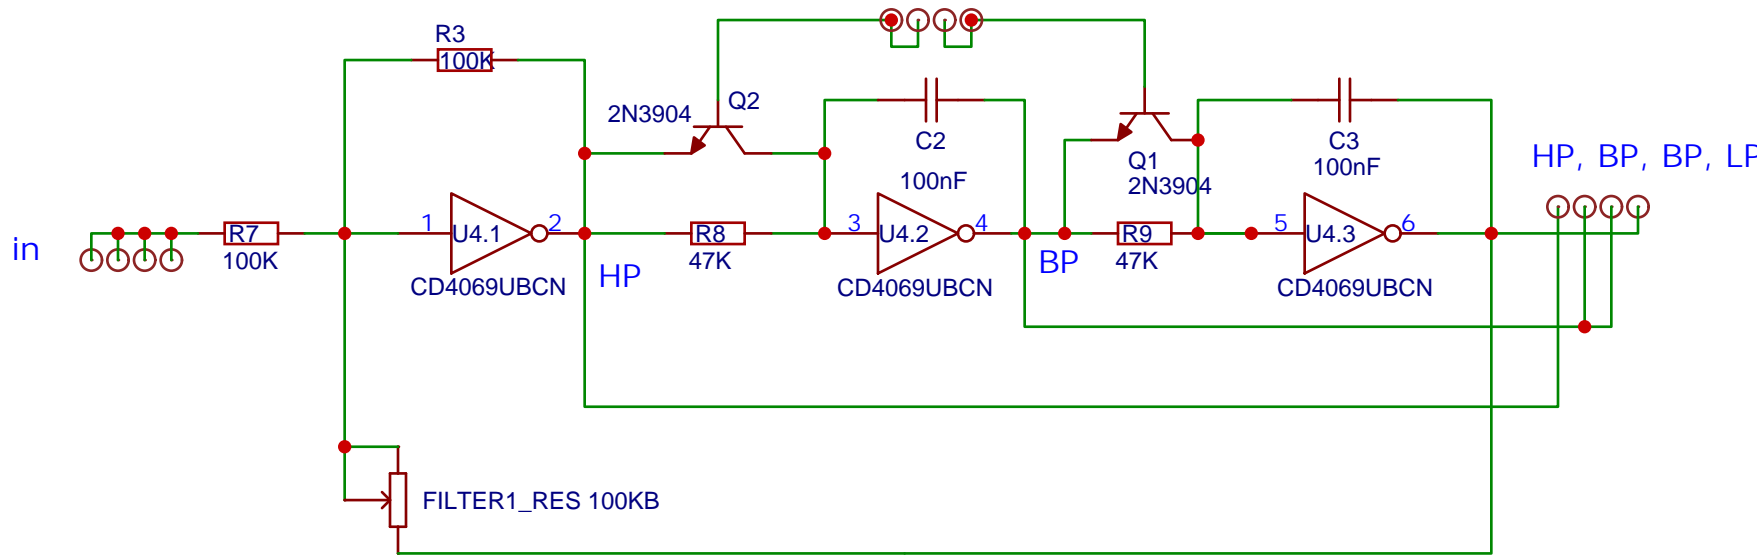 R3
100K
2N3904
Q2
C2
100nF
Q1
2N3904
C3
100nF
HP, BP, BP, LP
in
R7
100K
1
U4.1
2
CD4069UBCN
HP
R8
47K
3
U4.2
4
CD4069UBCN
BP
R9
47K
5
U4.3
6
CD4069UBCN
FILTER1_RES 100KB